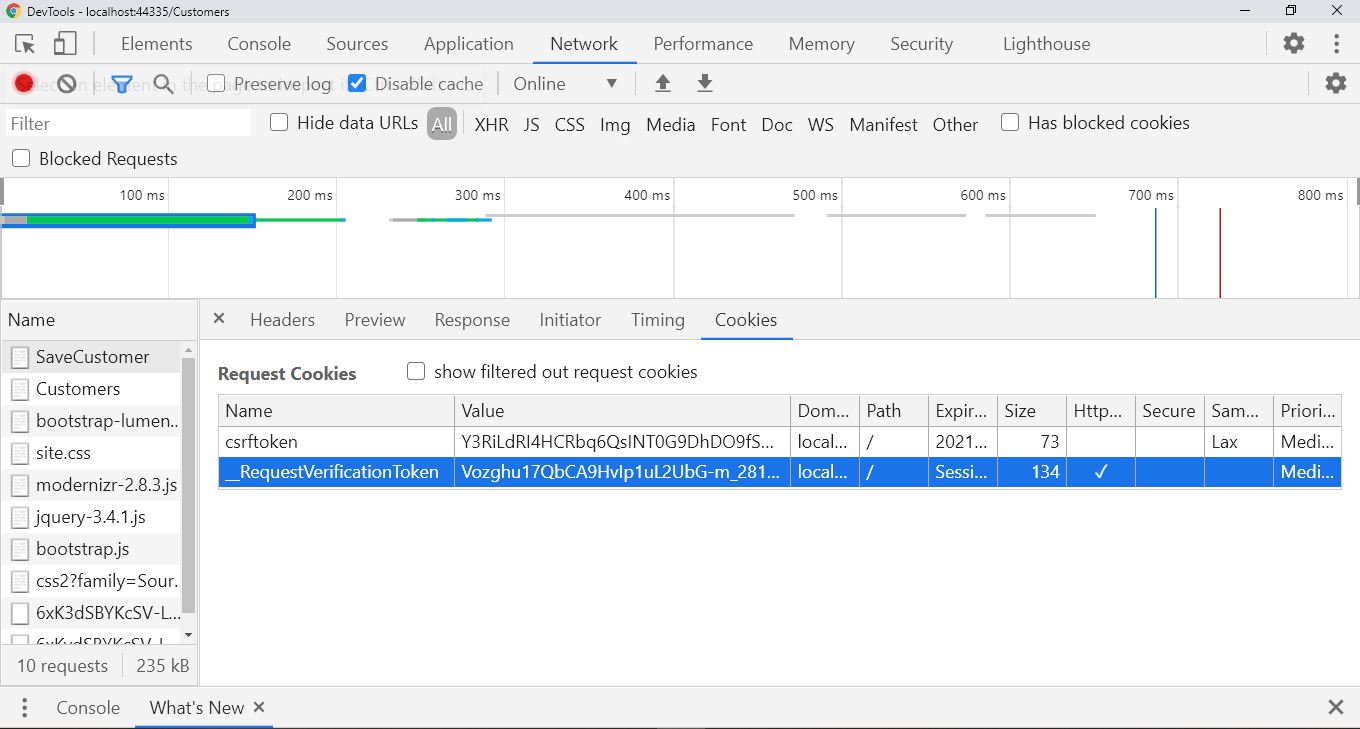 DevTools - localhost:44335/Customers
Elements Console Sources Application Network Performance Memory Security Lighthouse
Preserve log Disable cache Online
Filter Hide data URLs All XHR JS CSS Img Media Font Doc WS Manifest Other Has blocked cookies
Blocked Requests
100 ms 200 ms 300 ms 400 ms 500 ms 600 ms 700 ms 800 ms
Name Headers Preview Response Initiator Timing Cookies
SaveCustomer
Customers
bootstrap-lumen..
site.css
modernizr-2.8.3.js
jquery-3.4.1.js
bootstrap.js
css2?family=Sour..
6xK3dSBYKcSV-L...
10 requests 235 kB
Request Cookies show filtered out request cookies
Name Value Dom... Path Expir... Size Http... Secure Sam... Priori...
csrftoken Y3RiLdRI4HCRbq6QsINT0G9DhDO9fS... local... / 2021... 73 Lax Medi...
__RequestVerificationToken Vozghu17QbCA9HvIp1uL2UbG-m_281... local... / Sessi... 134 ✓ Medi...
Console What's New